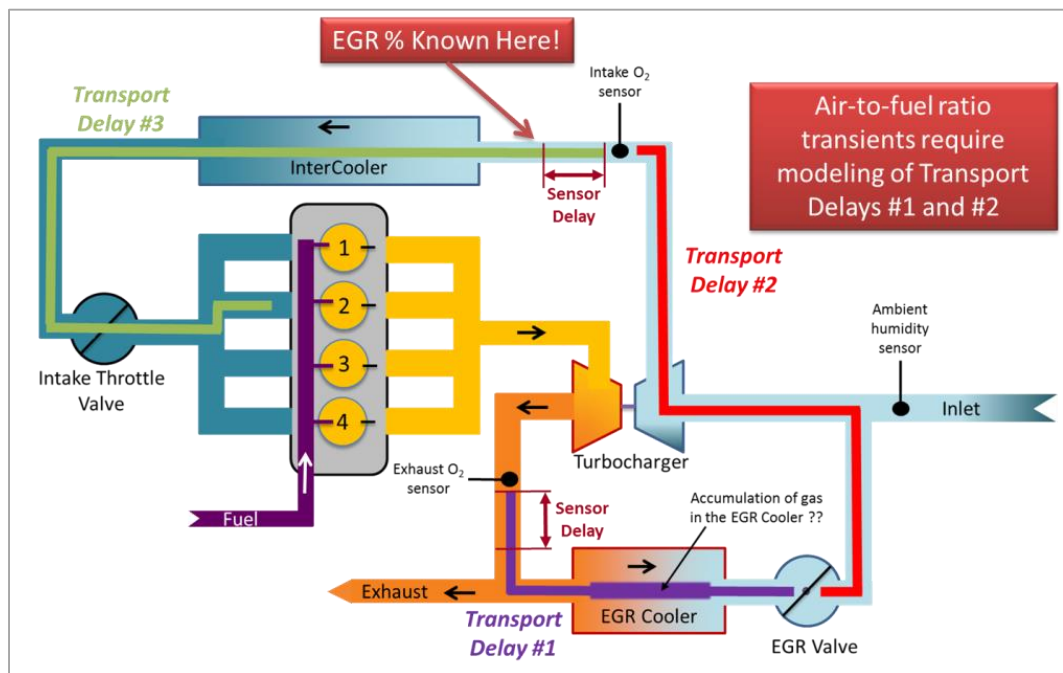 EGR % Known Here!
Intake O₂
sensor
Transport
Delay #3
Air-to-fuel ratio
transients require
modeling of Transport
Delays #1 and #2
InterCooler
Sensor
Delay
1
2
3
4
Transport
Delay #2
Ambient
humidity
sensor
Intake Throttle
Valve
Inlet
Turbocharger
Exhaust O₂
sensor
Fuel
Sensor
Delay
Accumulation of gas
in the EGR Cooler ??
Exhaust
EGR Cooler
Transport
Delay #1
EGR Valve